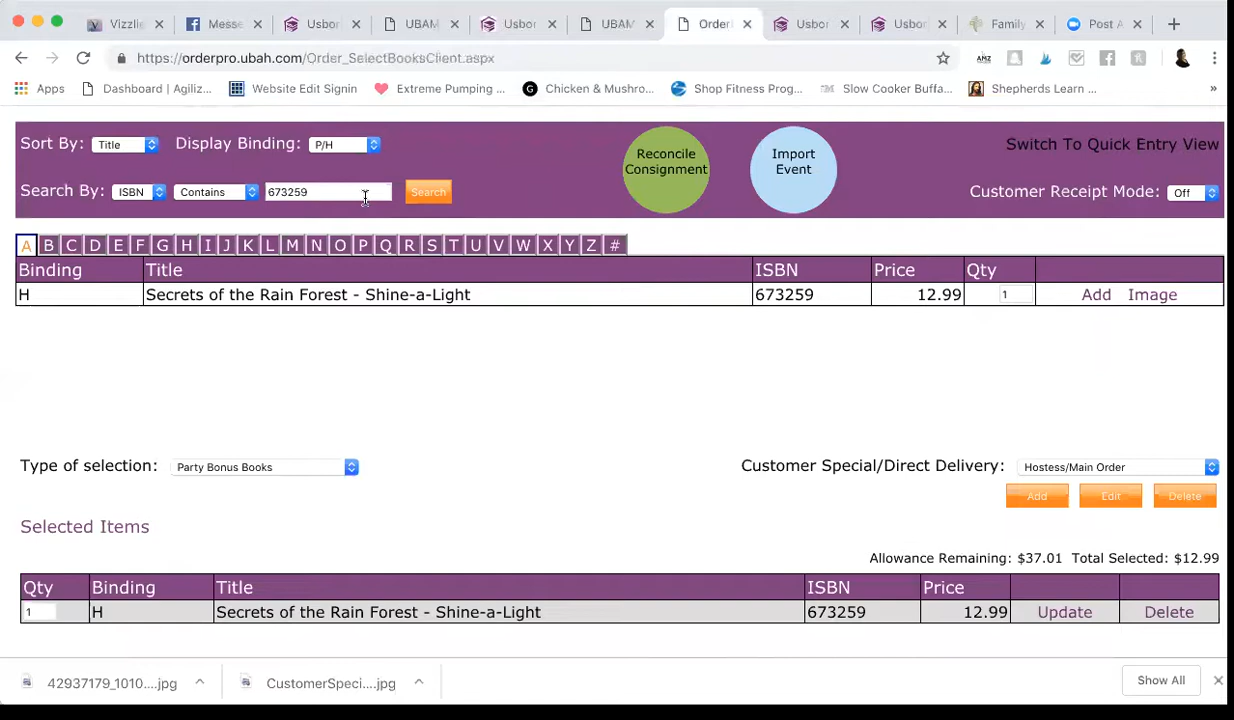 Vizzli× Messe Usbor× UBAM× Usbor× UBAM× Order× Usbor× Usbor× Family× Post A×
https://orderpro.ubah.com/Order_SelectBooksClient.aspx
Apps Dashboard | Agiliz... Website Edit Signin Extreme Pumping ... Chicken & Mushro... Shop Fitness Prog... Slow Cooker Buffa... Shepherds Learn ... »
Sort By: Title Display Binding: P/H Reconcile Consignment Import Event Switch To Quick Entry View
Search By: ISBN Contains 673259 Search Customer Receipt Mode: Off
A B C D E F G H I J K L M N O P Q R S T U V W X Y Z #
Binding Title ISBN Price Qty
H Secrets of the Rain Forest - Shine-a-Light 673259 12.99 1 Add Image
Type of selection: Party Bonus Books Customer Special/Direct Delivery: Hostess/Main Order
Add Edit Delete
Selected Items
Allowance Remaining: $37.01 Total Selected: $12.99
Qty Binding Title ISBN Price
1 H Secrets of the Rain Forest - Shine-a-Light 673259 12.99 Update Delete
42937179_1010....jpg CustomerSpeci....jpg Show All ×